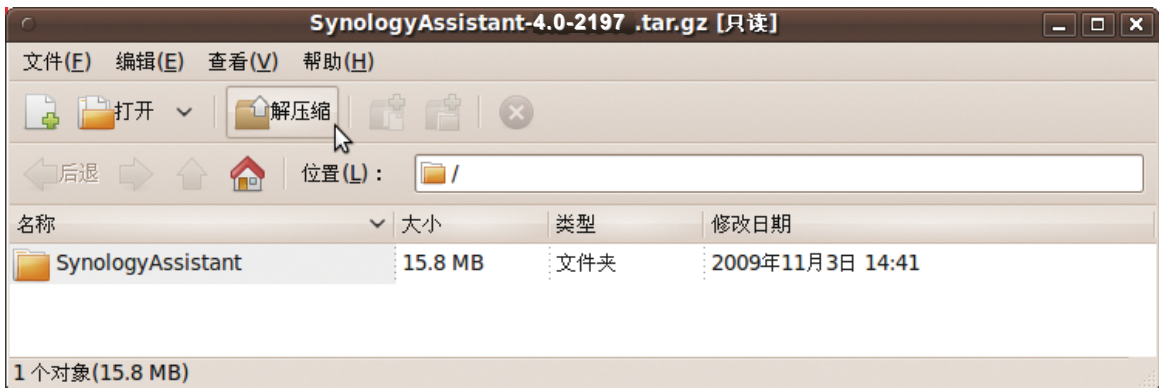 SynologyAssistant-4.0-2197 .tar.gz [只读]
文件(F) 编辑(E) 查看(V) 帮助(H)
打开 解压缩
后退 位置(L)： /
名称 大小 类型 修改日期
SynologyAssistant 15.8 MB 文件夹 2009年11月3日 14:41
1 个对象(15.8 MB)